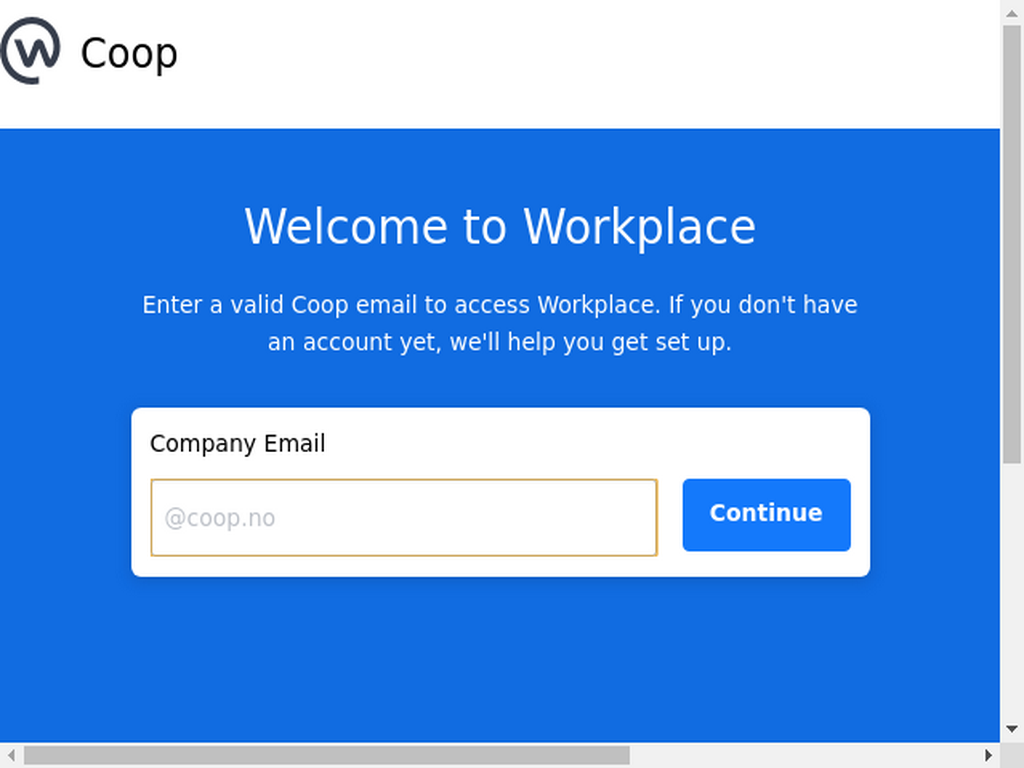 Coop
Welcome to Workplace
Enter a valid Coop email to access Workplace. If you don't have
an account yet, we'll help you get set up.
Company Email
@coop.no
Continue